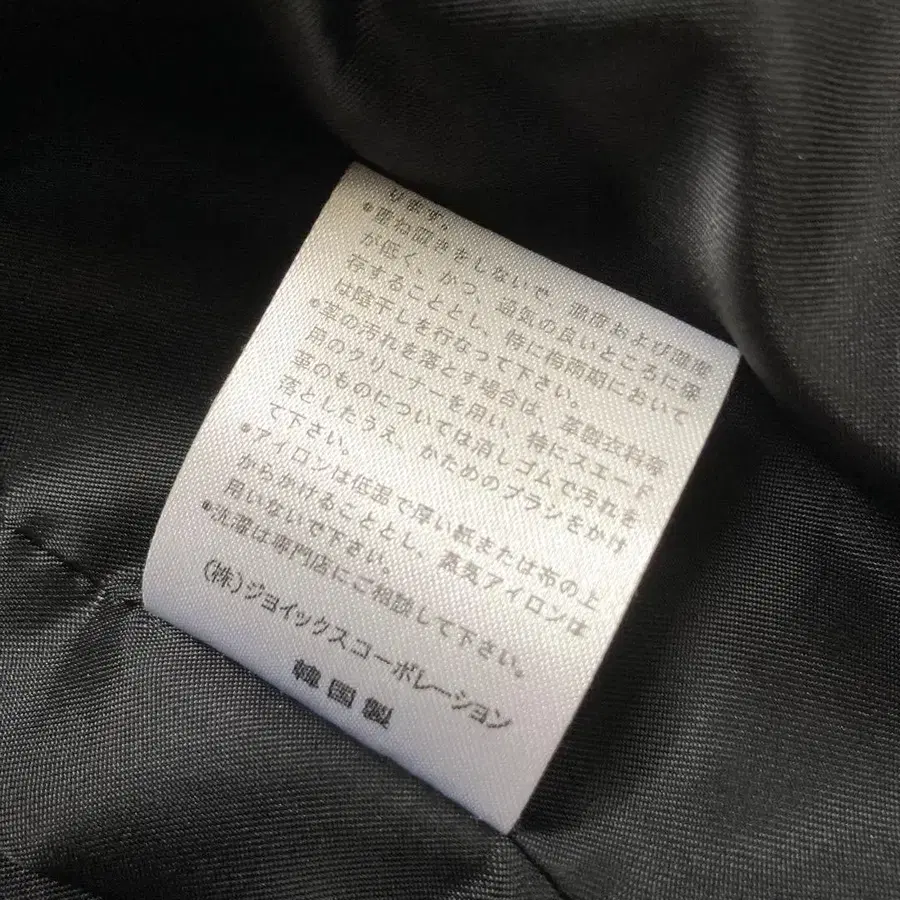 ります。
●重ね置きをしないで、温度および湿度
が低く、かつ、通気の良いところに保
存することとし、特に梅雨期において
は陰干しを行なって下さい。
●革の汚れを落とす場合は、革製衣料専
用のクリーナーを用い、特にスエード
革のものについては消しゴムで汚れを
落としたうえ、かためのブラシをかけ
て下さい。
●アイロンは低温で厚い紙または布の上
からかけることとし、蒸気アイロンは
用いないで下さい。
●洗濯は専門店にご相談して下さい。
(株)ジョイックスコーポレーション
韓国製